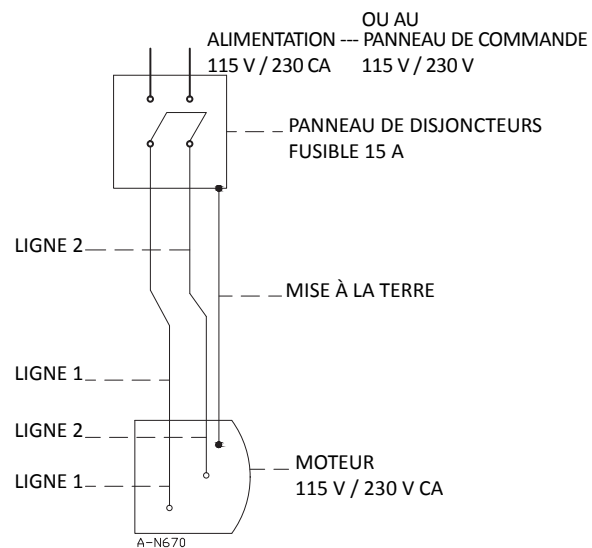 OU AU
ALIMENTATION --- PANNEAU DE COMMANDE
115 V / 230 CA 115 V / 230 V
PANNEAU DE DISJONCTEURS
FUSIBLE 15 A
LIGNE 2
MISE À LA TERRE
LIGNE 1
LIGNE 2
MOTEUR
LIGNE 1
115 V / 230 V CA
A-N670